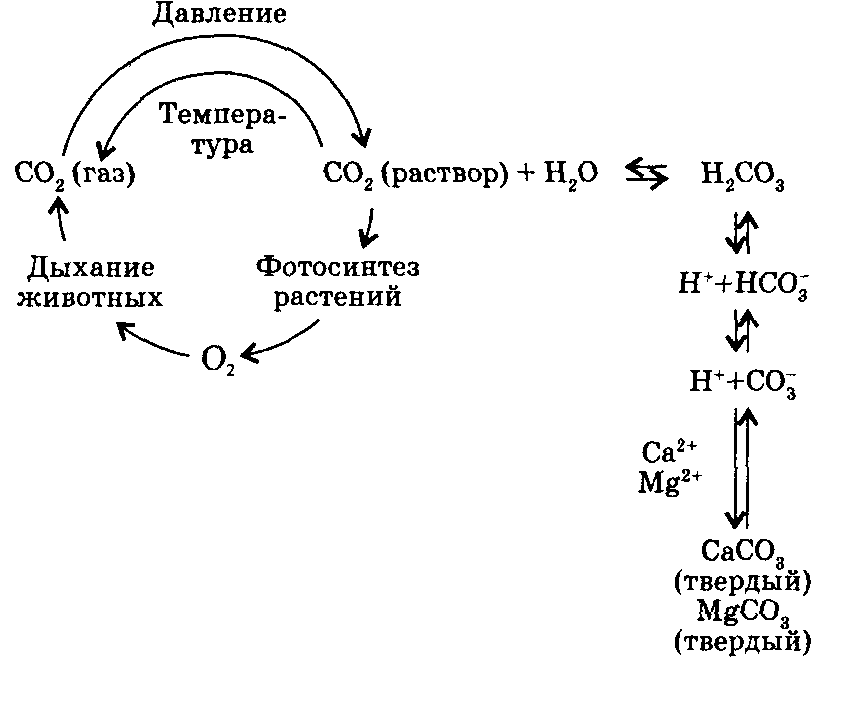 Давление
Темпера-
тура
CO₂ (газ)
CO₂ (раствор) + H₂O ⇌ H₂CO₃
Дыхание
животных
Фотосинтез
растений
H⁺+HCO₃⁻
O₂
H⁺+CO₃⁻
Ca²⁺
Mg²⁺
CaCO₃
(твердый)
MgCO₃
(твердый)